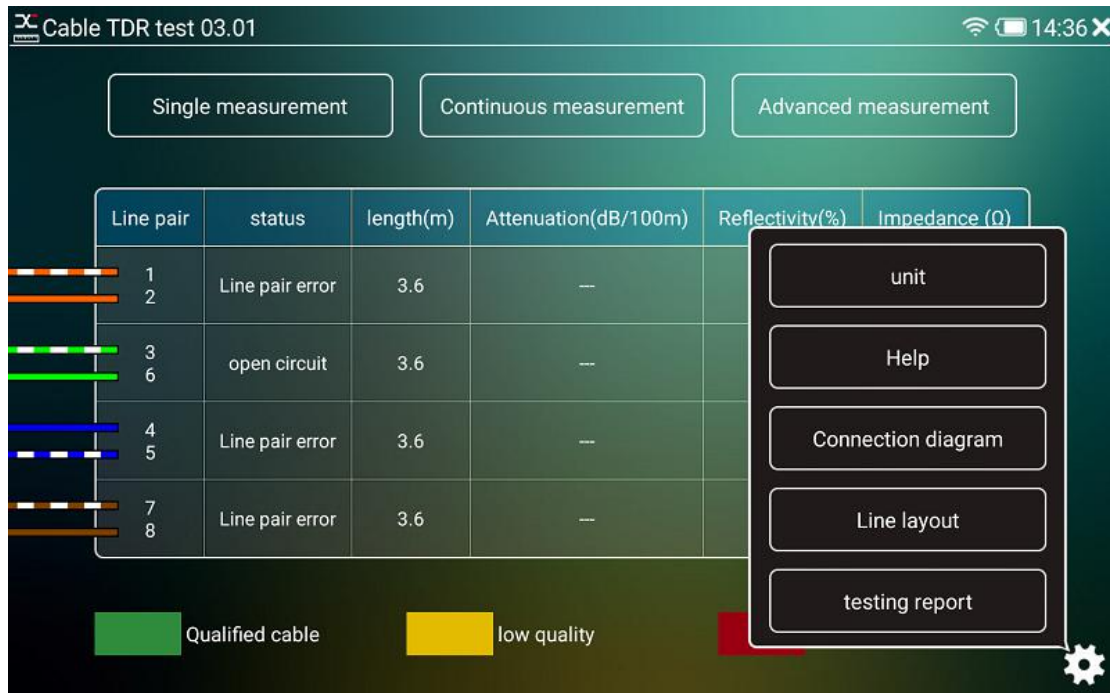 Cable TDR test 03.01
14:36
Single measurement
Continuous measurement
Advanced measurement
Line pair status length(m) Attenuation(dB/100m) Reflectivity(%) Impedance (Ω)
1
2
Line pair error 3.6 ---
3
6
open circuit 3.6 ---
4
5
Line pair error 3.6 ---
7
8
Line pair error 3.6 ---
Qualified cable
low quality
unit
Help
Connection diagram
Line layout
testing report